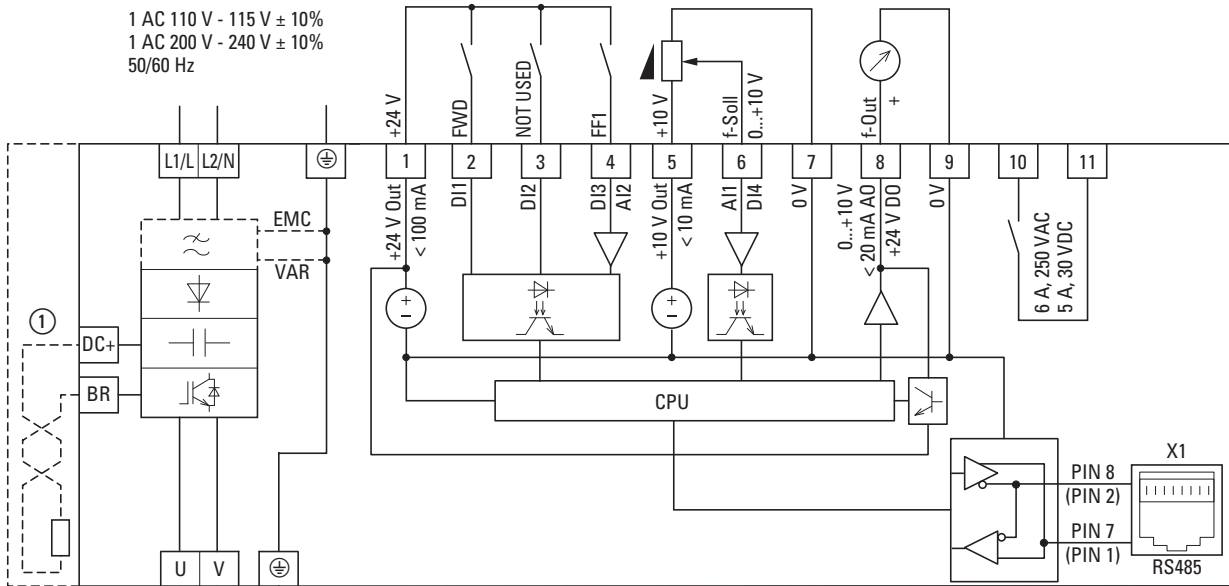 1 AC 110 V - 115 V ± 10%
1 AC 200 V - 240 V ± 10%
50/60 Hz
+24 V
FWD
NOT USED
FF1
+10 V
f-Soll
0...+10 V
f-Out
+
L1/L
L2/N
1
2
3
4
5
6
7
8
9
10
11
+24 V Out
< 100 mA
DI1
DI2
DI3
AI2
+10 V Out
< 10 mA
AI1
DI4
0 V
0...+10 V
< 20 mA AO
+24 V DO
0 V
6 A, 250 VAC
5 A, 30 VDC
EMC
VAR
+
−
+
−
1
DC+
BR
CPU
X1
PIN 8
(PIN 2)
PIN 7
(PIN 1)
RS485
U
V